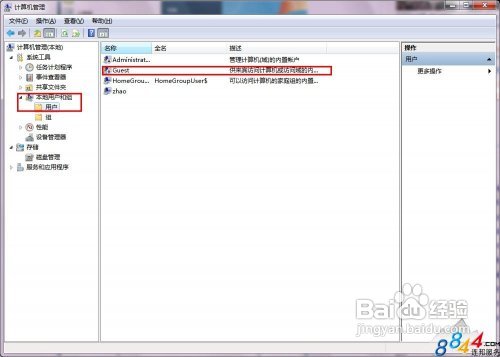 计算机管理
文件(F) 操作(A) 查看(V) 帮助(H)
计算机管理(本地)
系统工具
任务计划程序
事件查看器
共享文件夹
本地用户和组
用户
组
性能
设备管理器
存储
磁盘管理
服务和应用程序
名称 全名 描述
Administrat... 管理计算机(域)的内置帐户
Guest 供来宾访问计算机或访问域的内...
HomeGrou... HomeGroupUser$ 可以访问计算机的家庭组的内置...
zhao
操作
用户
更多操作
Baidu 经验
jingyan.baidu.com
8844.com
连邦服务